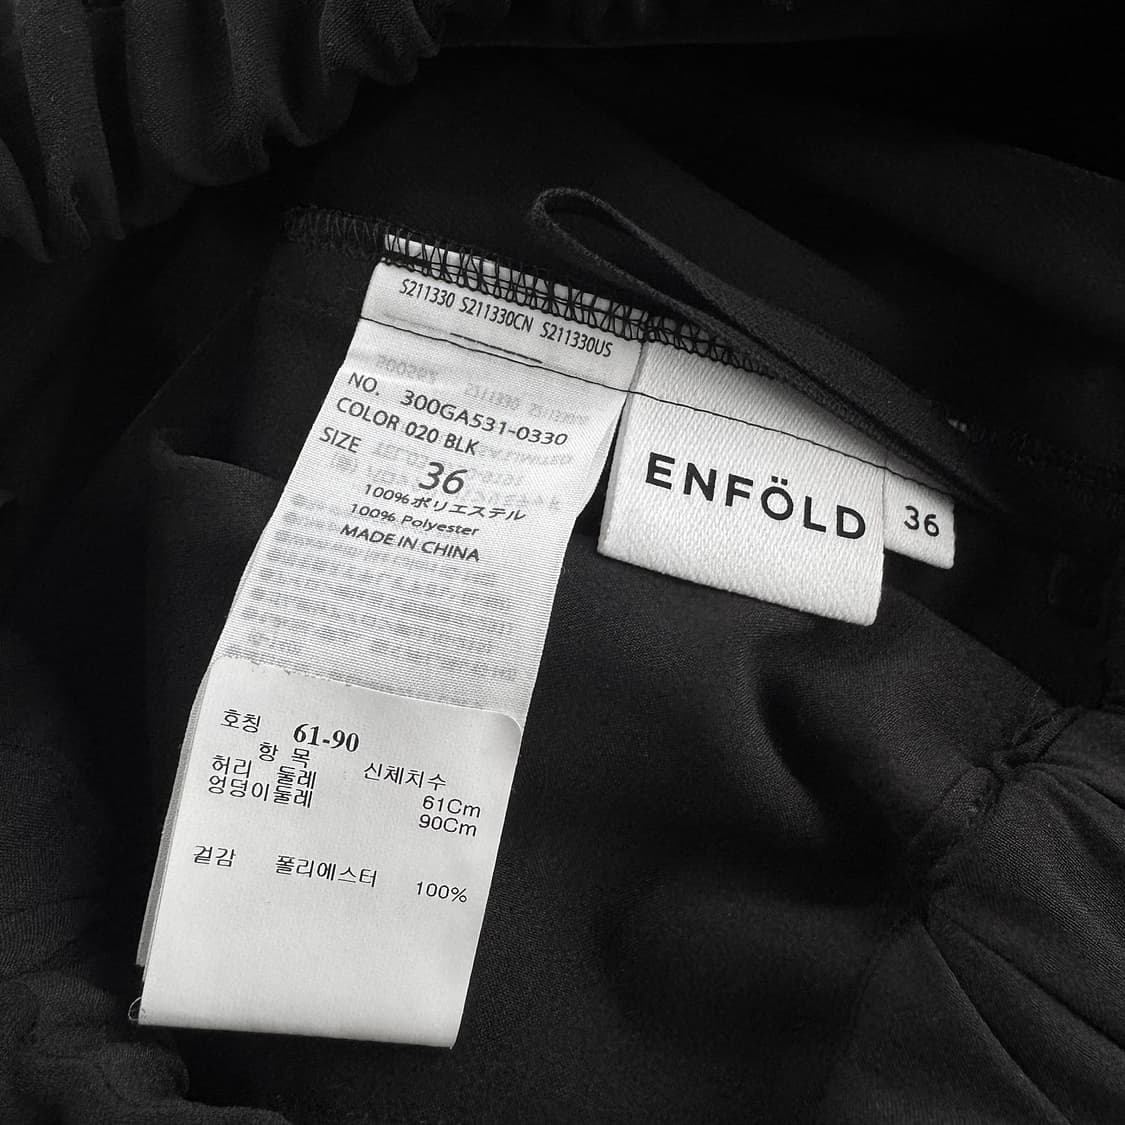 S211330 S211330CN S211330US
NO. 300GA531-0330
COLOR 020 BLK
SIZE 36
100%ポリエステル
100% Polyester
MADE IN CHINA
ENFÖLD
36
호칭 61-90
항 목 신체치수
허리 둘레 61Cm
엉덩이둘레 90Cm
겉감 폴리에스터 100%